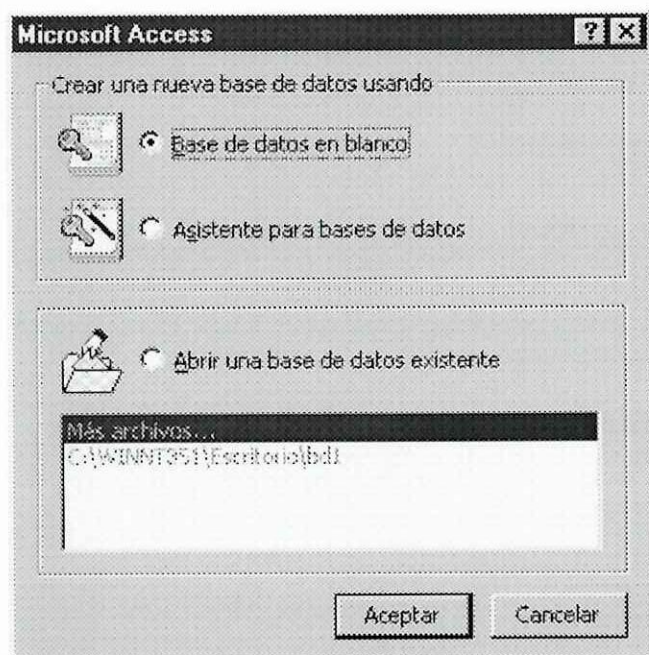 Microsoft Access
Crear una nueva base de datos usando
Base de datos en blanco
Asistente para bases de datos
Abrir una base de datos existente
Más archivos...
C:\WINNT351\Escritorio\bd1
Aceptar
Cancelar